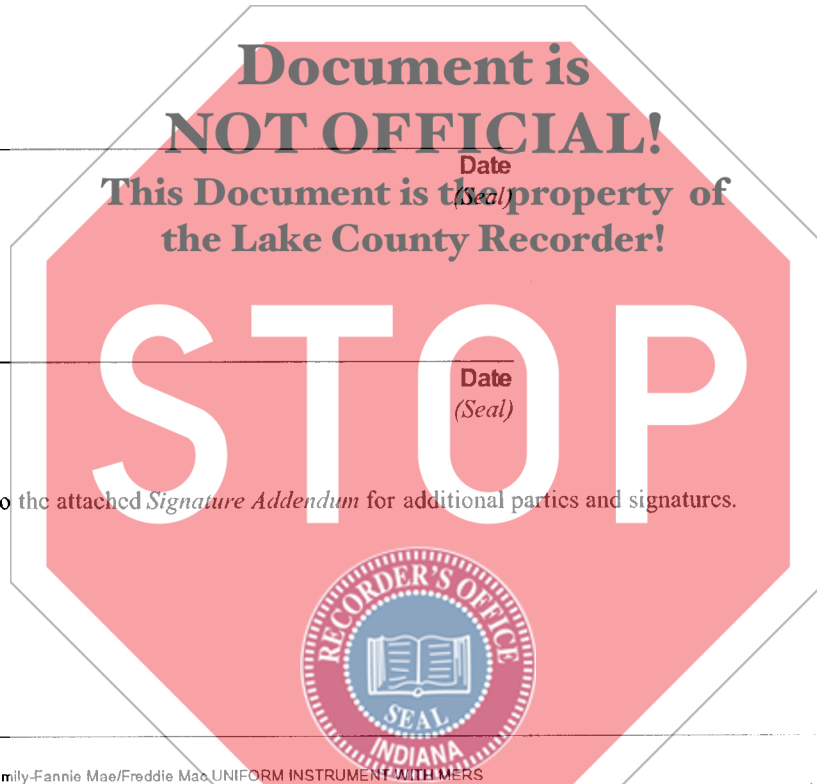 Document is
NOT OFFICIAL!
Date
This Document is the property of
(Seal)
the Lake County Recorder!
STOP
Date
(Seal)
o the attached Signature Addendum for additional parties and signatures.
RECORDER'S OFFICE
SEAL
INDIANA
mily-Fannie Mae/Freddie Mac UNIFORM INSTRUMENT WITH MERS